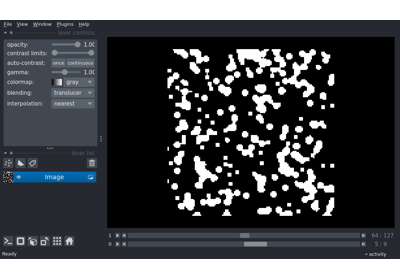 File View Window Plugins Help
layer controls
opacity: 1.00
contrast limits:
auto-contrast: once continuous
gamma: 1.00
colormap: gray
blending: translucen
interpolation: nearest
layer list
Image
1 64 127
0 5 9
Ready
activity